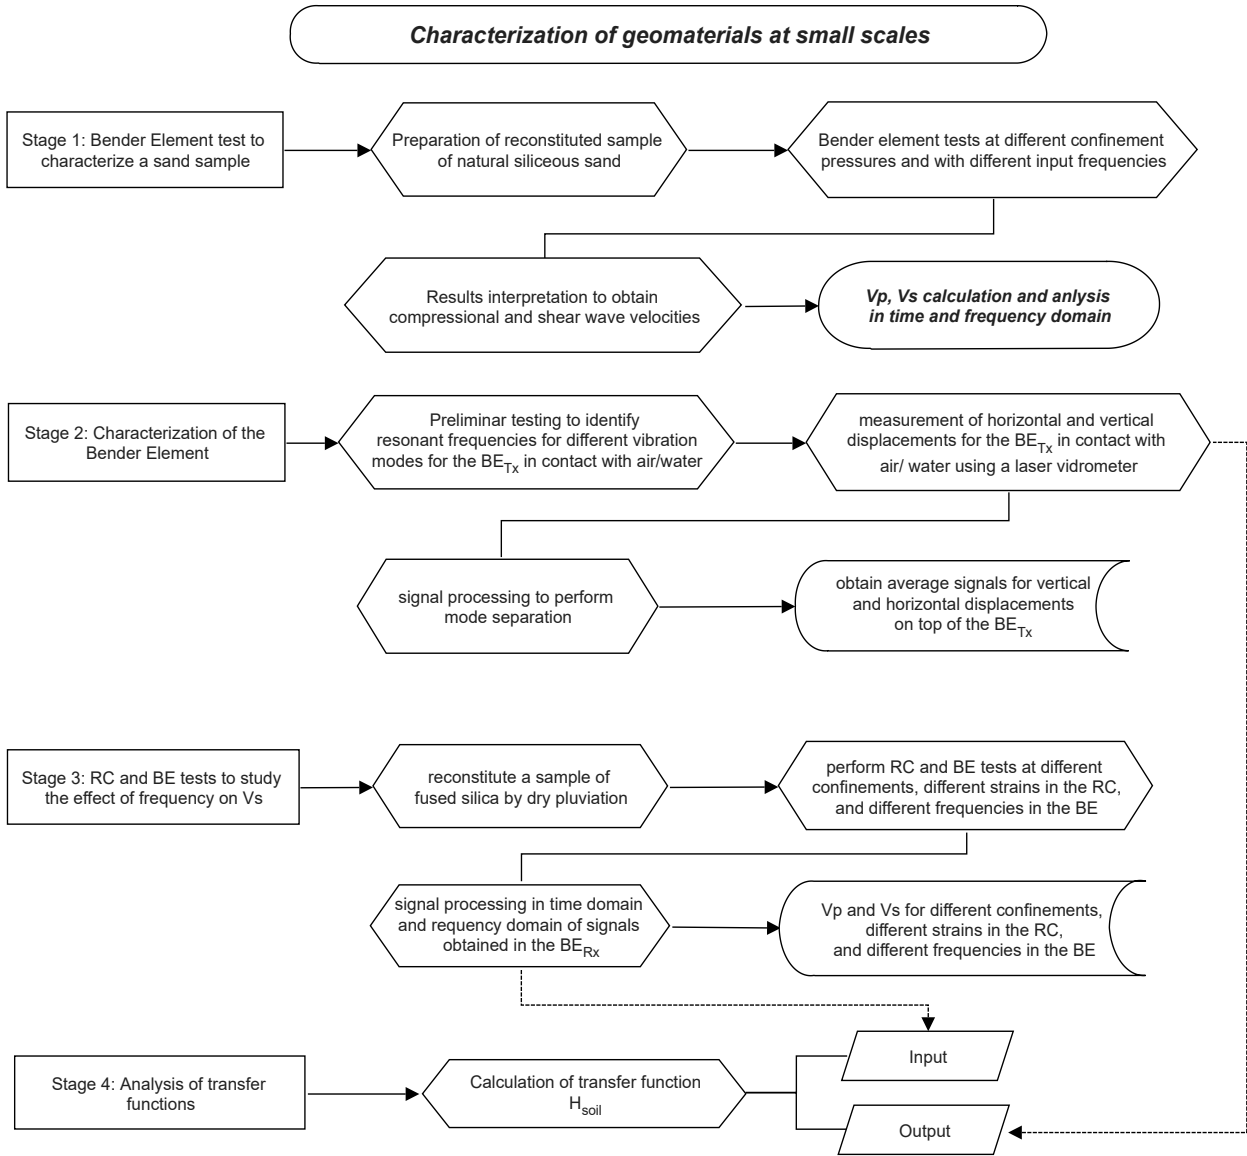 Characterization of geomaterials at small scales
Stage 1: Bender Element test to
characterize a sand sample
Preparation of reconstituted sample
of natural siliceous sand
Bender element tests at different confinement
pressures and with different input frequencies
Results interpretation to obtain
compressional and shear wave velocities
Vp, Vs calculation and anlysis
in time and frequency domain
Stage 2: Characterization of the
Bender Element
Preliminar testing to identify
resonant frequencies for different vibration
modes for the BETx in contact with air/water
measurement of horizontal and vertical
displacements for the BETx in contact with
air/ water using a laser vidrometer
signal processing to perform
mode separation
obtain average signals for vertical
and horizontal displacements
on top of the BETx
Stage 3: RC and BE tests to study
the effect of frequency on Vs
reconstitute a sample of
fused silica by dry pluviation
perform RC and BE tests at different
confinements, different strains in the RC,
and different frequencies in the BE
signal processing in time domain
and requency domain of signals
obtained in the BERx
Vp and Vs for different confinements,
different strains in the RC,
and different frequencies in the BE
Stage 4: Analysis of transfer
functions
Calculation of transfer function
Hsoil
Input
Output